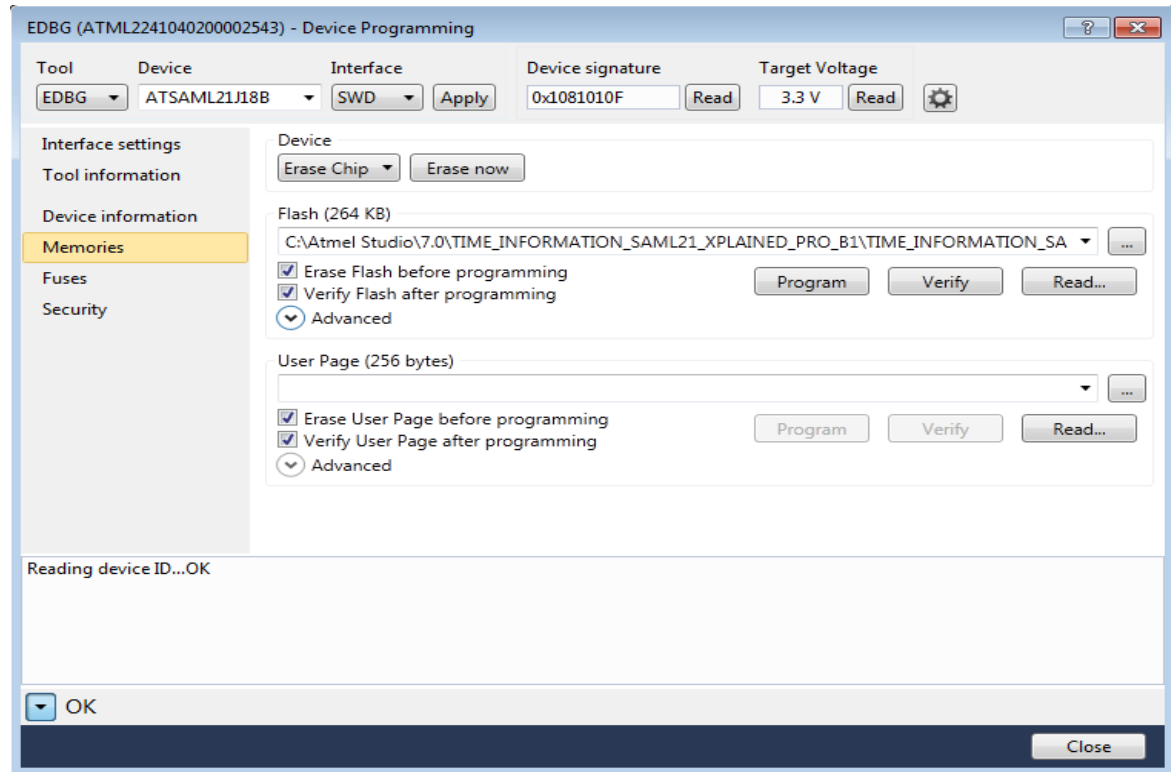 EDBG (ATML2241040200002543) - Device Programming
Tool Device Interface Device signature Target Voltage
EDBG ATSAML21J18B SWD Apply 0x1081010F Read 3.3 V Read
Interface settings
Tool information
Device information
Memories
Fuses
Security
Device
Erase Chip Erase now
Flash (264 KB)
C:\Atmel Studio\7.0\TIME_INFORMATION_SAML21_XPLAINED_PRO_B1\TIME_INFORMATION_SA ...
Erase Flash before programming
Verify Flash after programming
Program Verify Read...
Advanced
User Page (256 bytes)
...
Erase User Page before programming
Verify User Page after programming
Program Verify Read...
Advanced
Reading device ID...OK
OK
Close